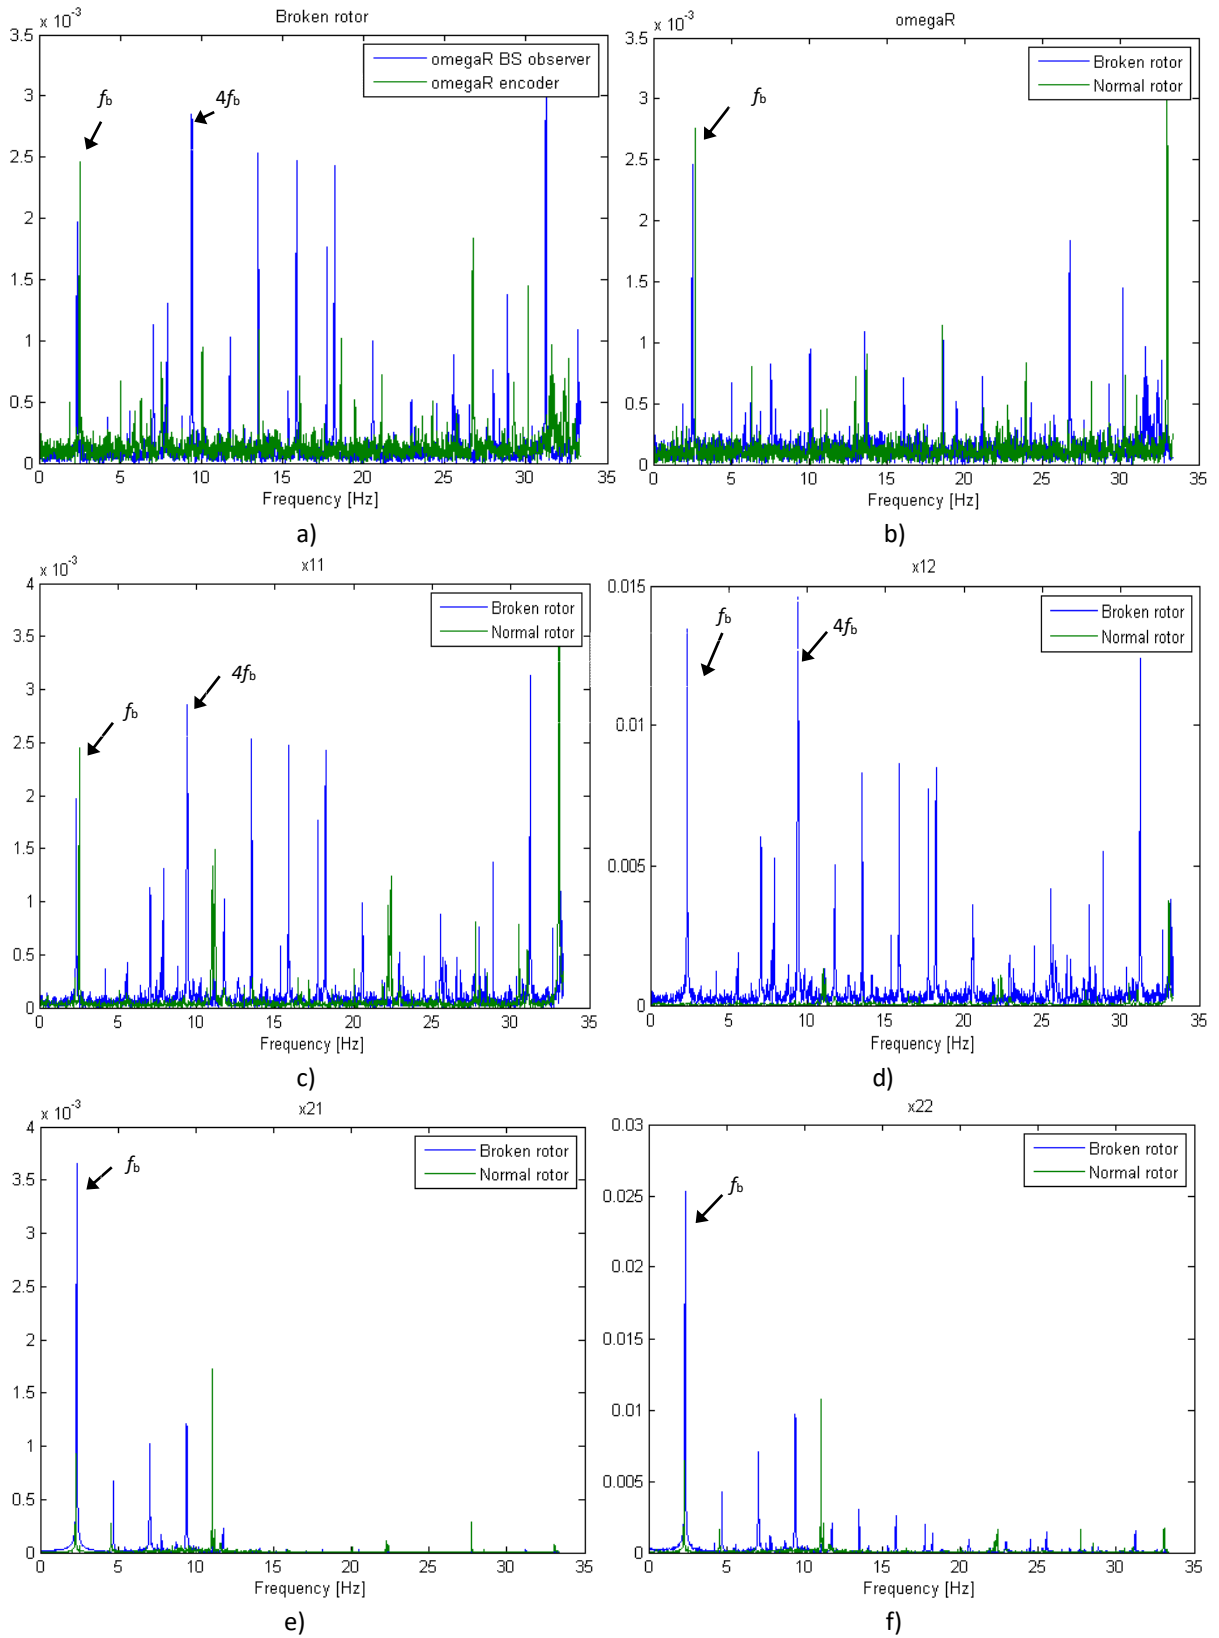 Broken rotor
x 10⁻³
3.5
3
2.5
2
1.5
1
0.5
0
0 5 10 15 20 25 30 35
Frequency [Hz]
omegaR BS observer
omegaR encoder
fb
4fb
a)
omegaR
x 10⁻³
3.5
3
2.5
2
1.5
1
0.5
0
0 5 10 15 20 25 30 35
Frequency [Hz]
Broken rotor
Normal rotor
fb
b)
x11
x 10⁻³
4
3.5
3
2.5
2
1.5
1
0.5
0
0 5 10 15 20 25 30 35
Frequency [Hz]
Broken rotor
Normal rotor
4fb
fb
c)
x12
0.015
0.01
0.005
0
0 5 10 15 20 25 30 35
Frequency [Hz]
Broken rotor
Normal rotor
fb
4fb
d)
x21
x 10⁻³
4
3.5
3
2.5
2
1.5
1
0.5
0
0 5 10 15 20 25 30 35
Frequency [Hz]
Broken rotor
Normal rotor
fb
e)
x22
0.03
0.025
0.02
0.015
0.01
0.005
0
0 5 10 15 20 25 30 35
Frequency [Hz]
Broken rotor
Normal rotor
fb
f)